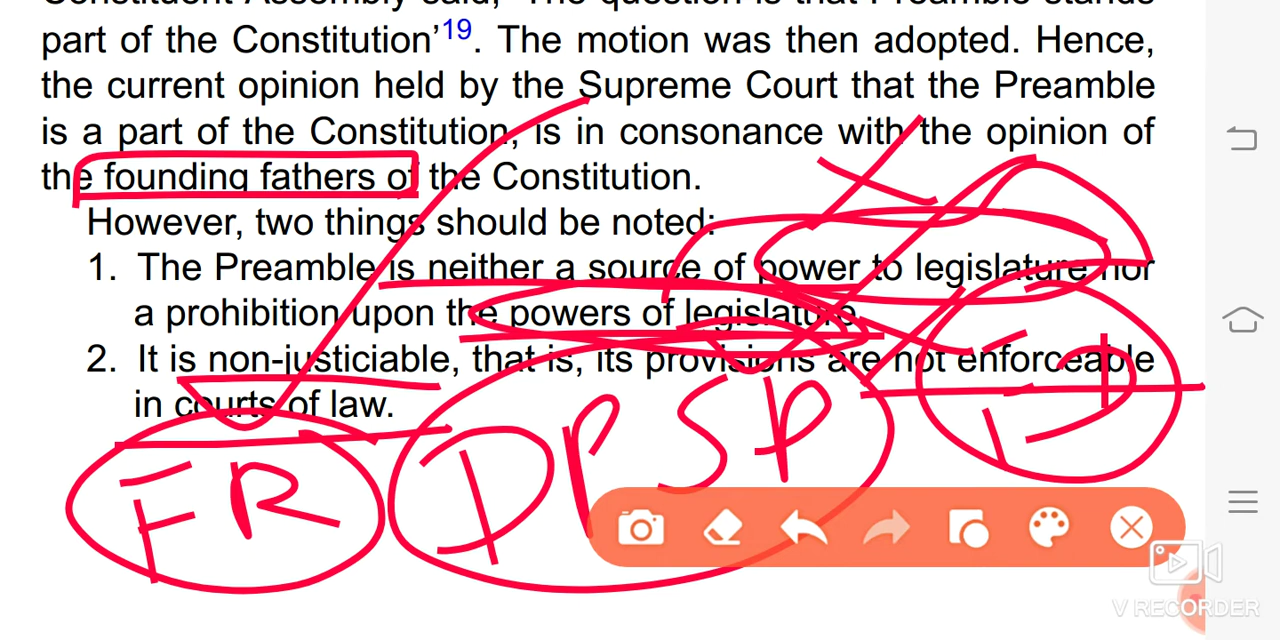 Constituent Assembly said, 'The question is that Preamble stands
part of the Constitution'19. The motion was then adopted. Hence,
the current opinion held by the Supreme Court that the Preamble
is a part of the Constitution, is in consonance with the opinion of
the founding fathers of the Constitution.
However, two things should be noted:
1. The Preamble is neither a source of power to legislature nor
a prohibition upon the powers of legislature.
2. It is non-justiciable, that is, its provisions are not enforceable
in courts of law.
FR DPSP
V RECORDER